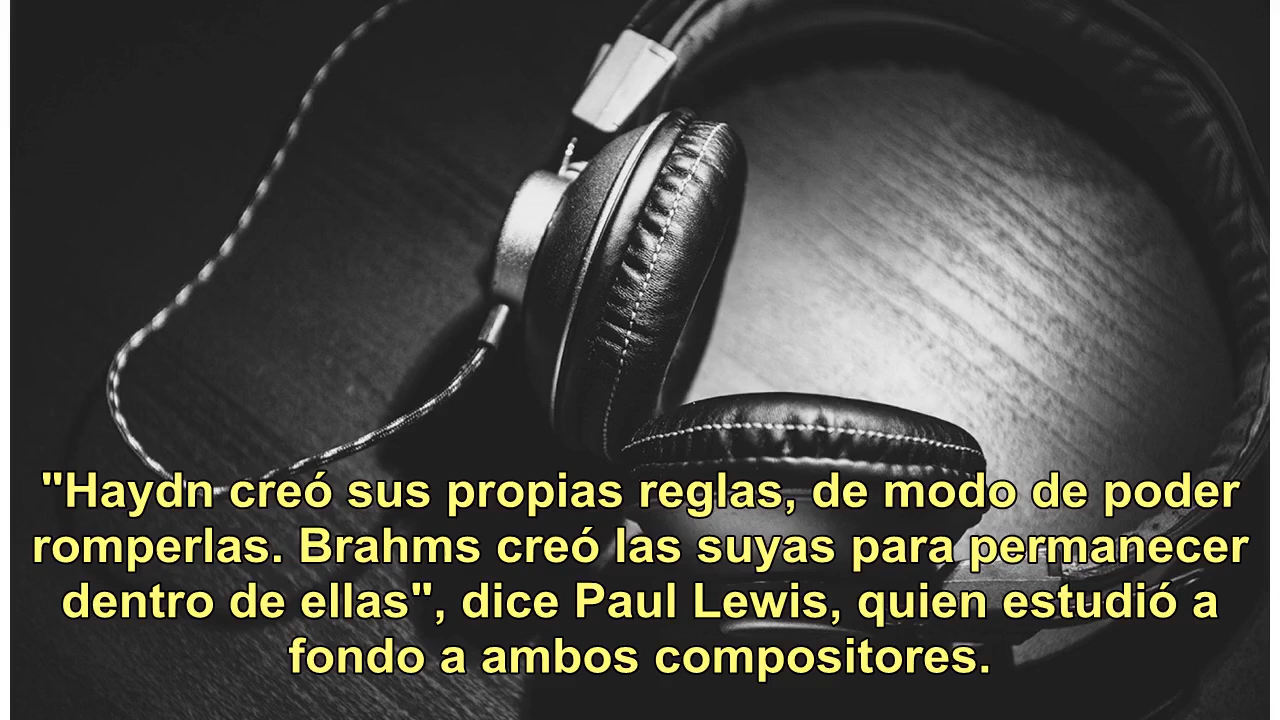 "Haydn creó sus propias reglas, de modo de poder
romperlas. Brahms creó las suyas para permanecer
dentro de ellas", dice Paul Lewis, quien estudió a
fondo a ambos compositores.